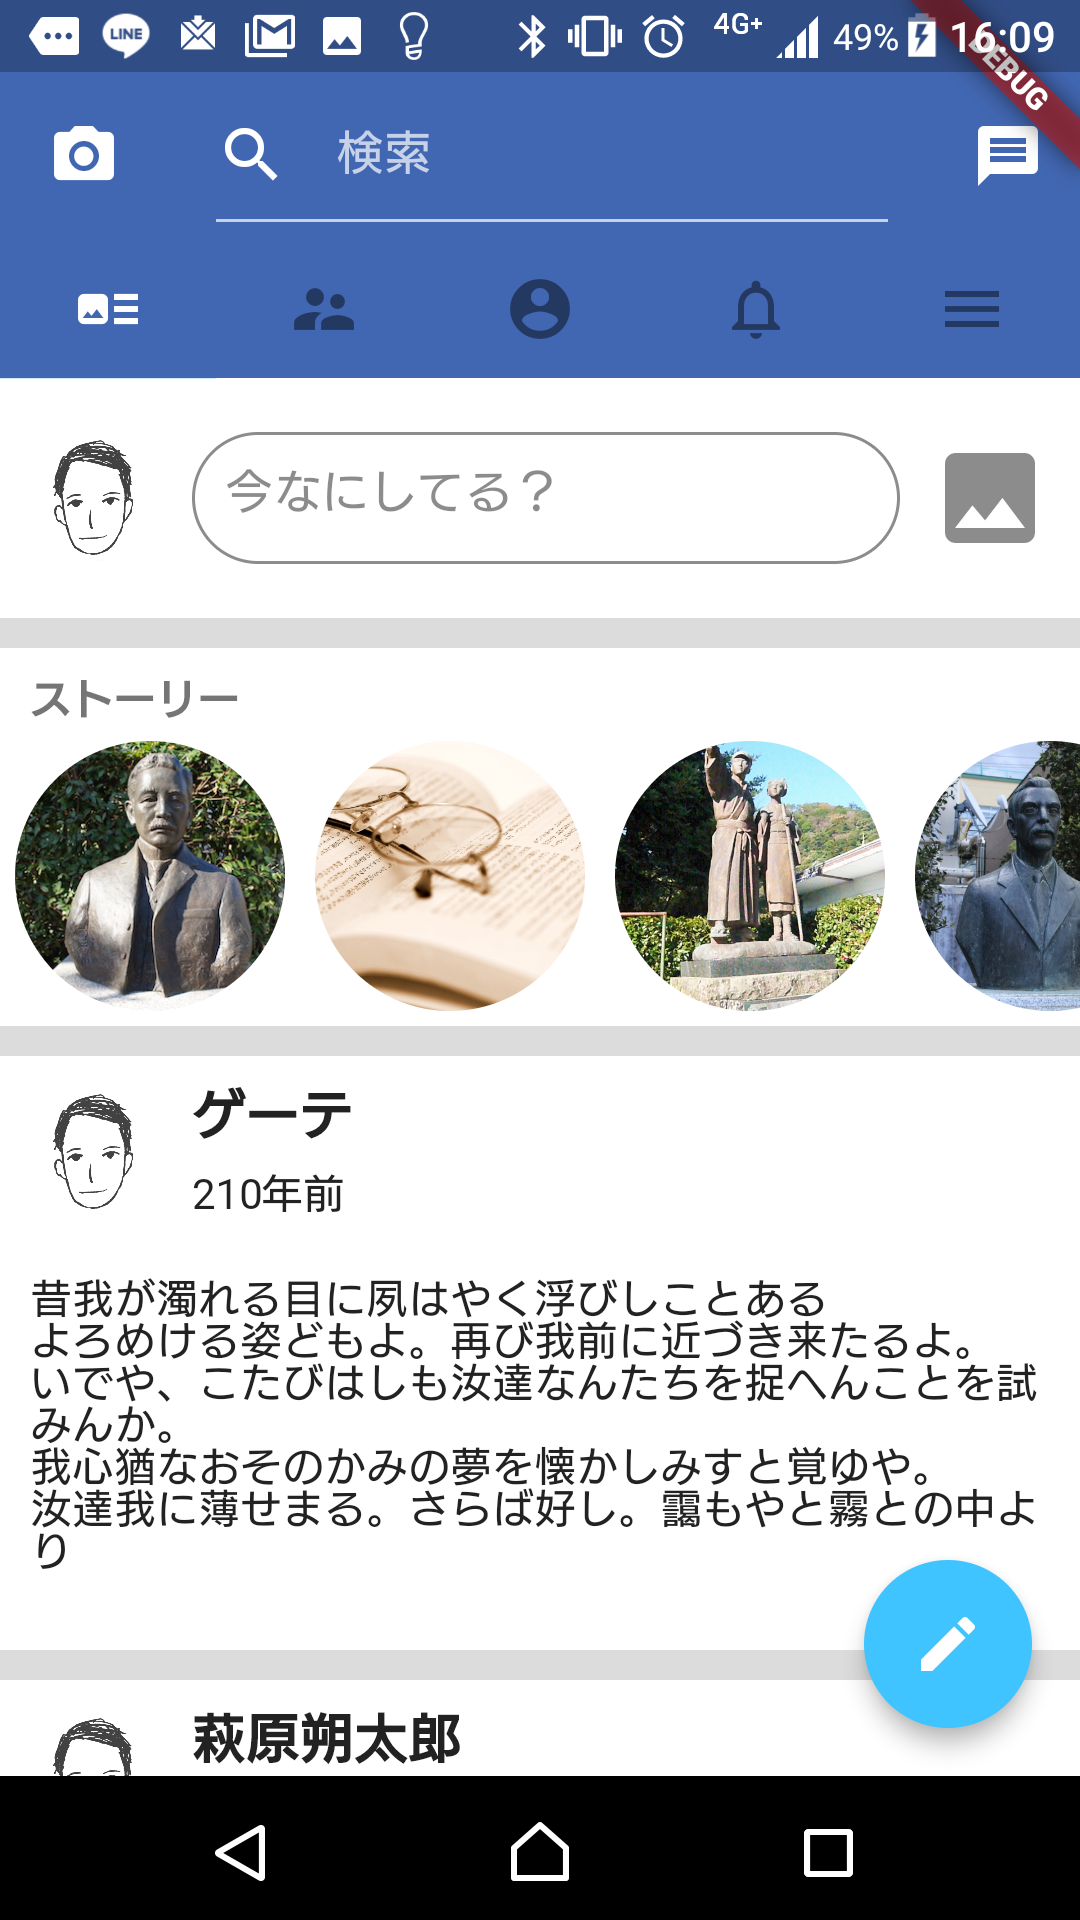 LINE
4G+
49%
16:09
DEBUG
検索
今なにしてる？
ストーリー
ゲーテ
210年前
昔我が濁れる目に夙はやく浮びしことある
よろめける姿どもよ。再び我前に近づき来たるよ。
いでや、こたびはしも汝達なんたちを捉へんことを試
みんか。
我心猶なおそのかみの夢を懐かしみすと覚ゆや。
汝達我に薄せまる。さらば好し。靄もやと霧との中よ
り
萩原朔太郎